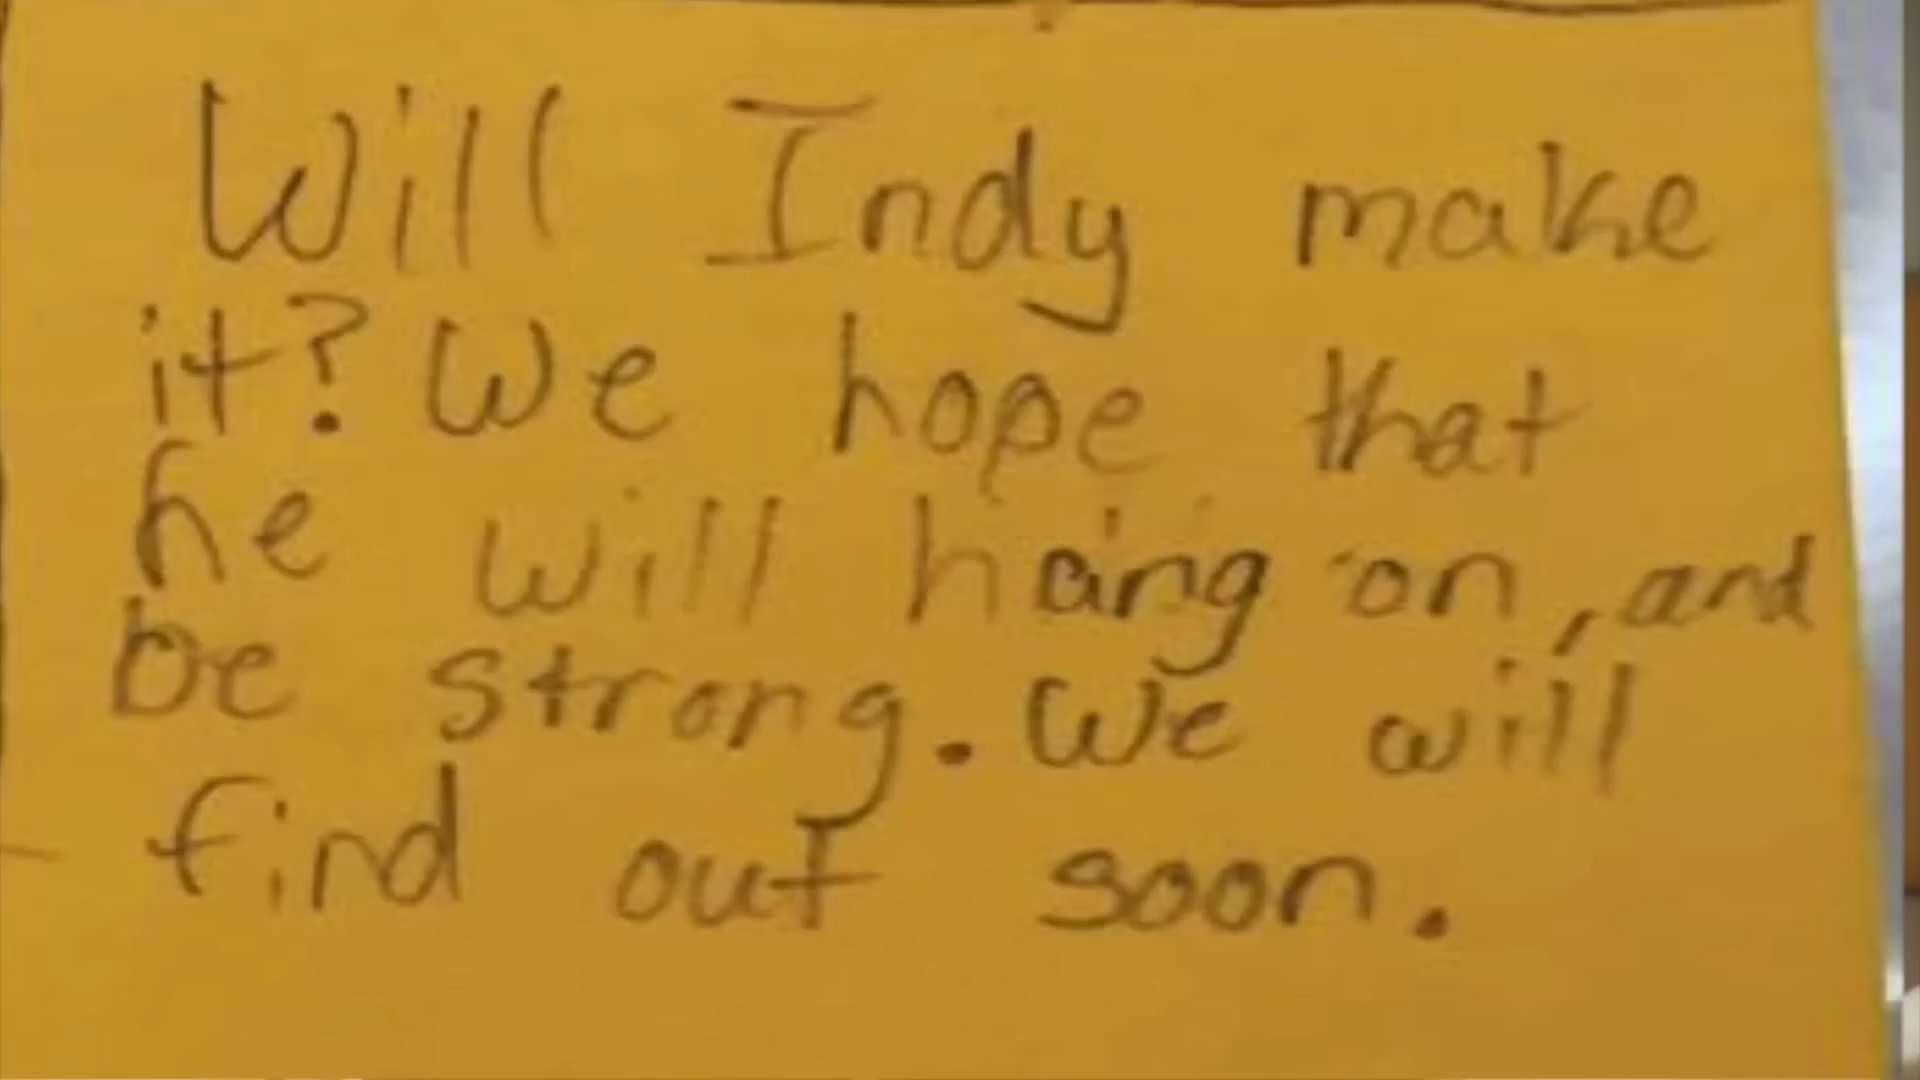 Will Indy make
it? We hope that
he will hang on, and
be strong. We will
find out soon.